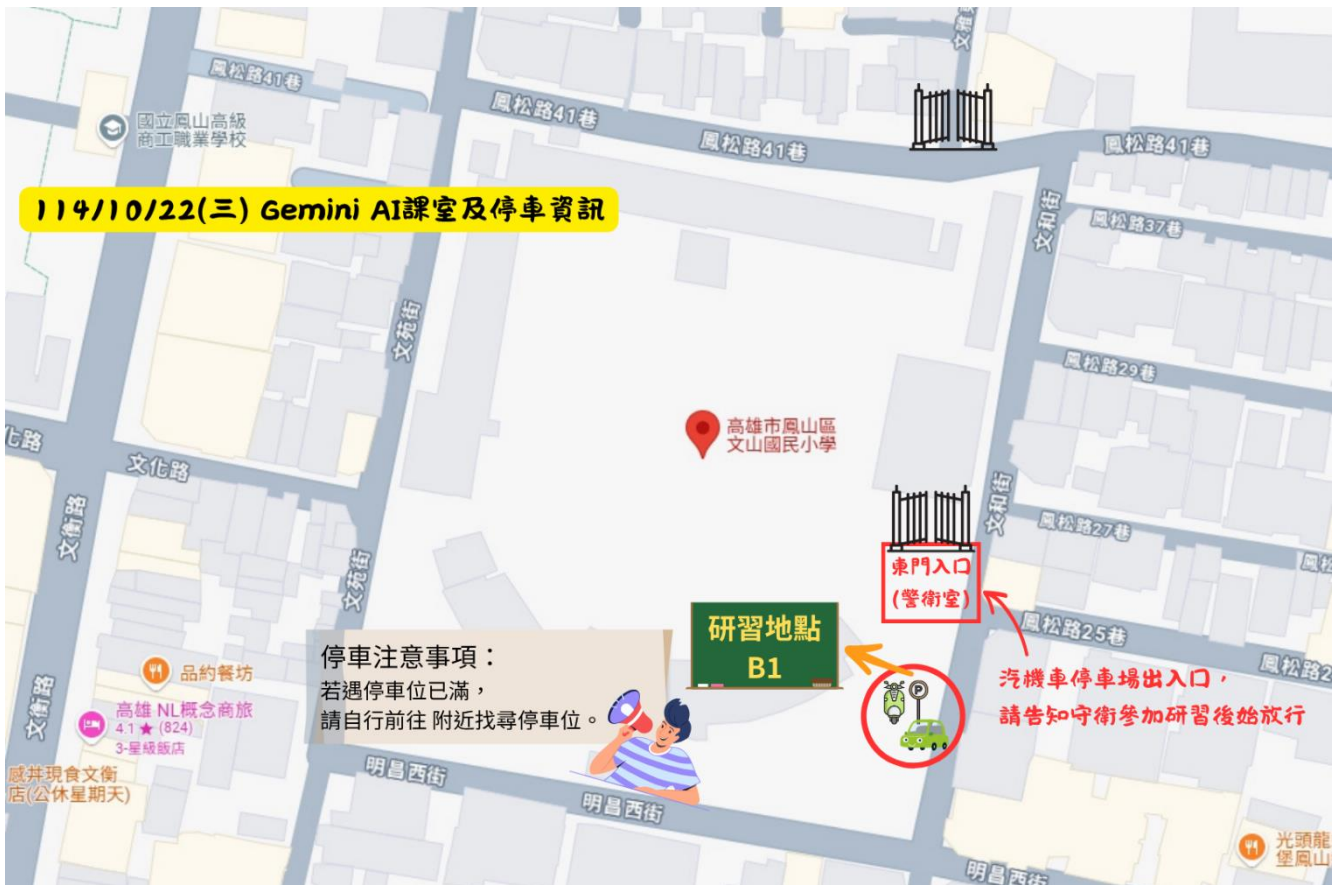 文雅東
鳳松路41巷
國立鳳山高級
商工職業學校
鳳松路41巷
鳳松路41巷
鳳松路41巷
114/10/22(三) Gemini AI課室及停車資訊
文和街
鳳松路37巷
文苑街
鳳松路29巷
高雄市鳳山區
文山國民小學
化路
文化路
文衡路
文和街
鳳松路27巷
東門入口
(警衛室)
文苑街
鳳松路25巷
研習地點
B1
停車注意事項：
若遇停車位已滿，
請自行前往 附近找尋停車位。
P
汽機車停車場出入口，
請告知守衛參加研習後始放行
品約餐坊
高雄 NL概念商旅
4.1 ★ (824)
3-星級飯店
文衡路
感丼現食文衡
店(公休星期天)
明昌西街
明昌西街
明昌西街
光頭龍
堡鳳山